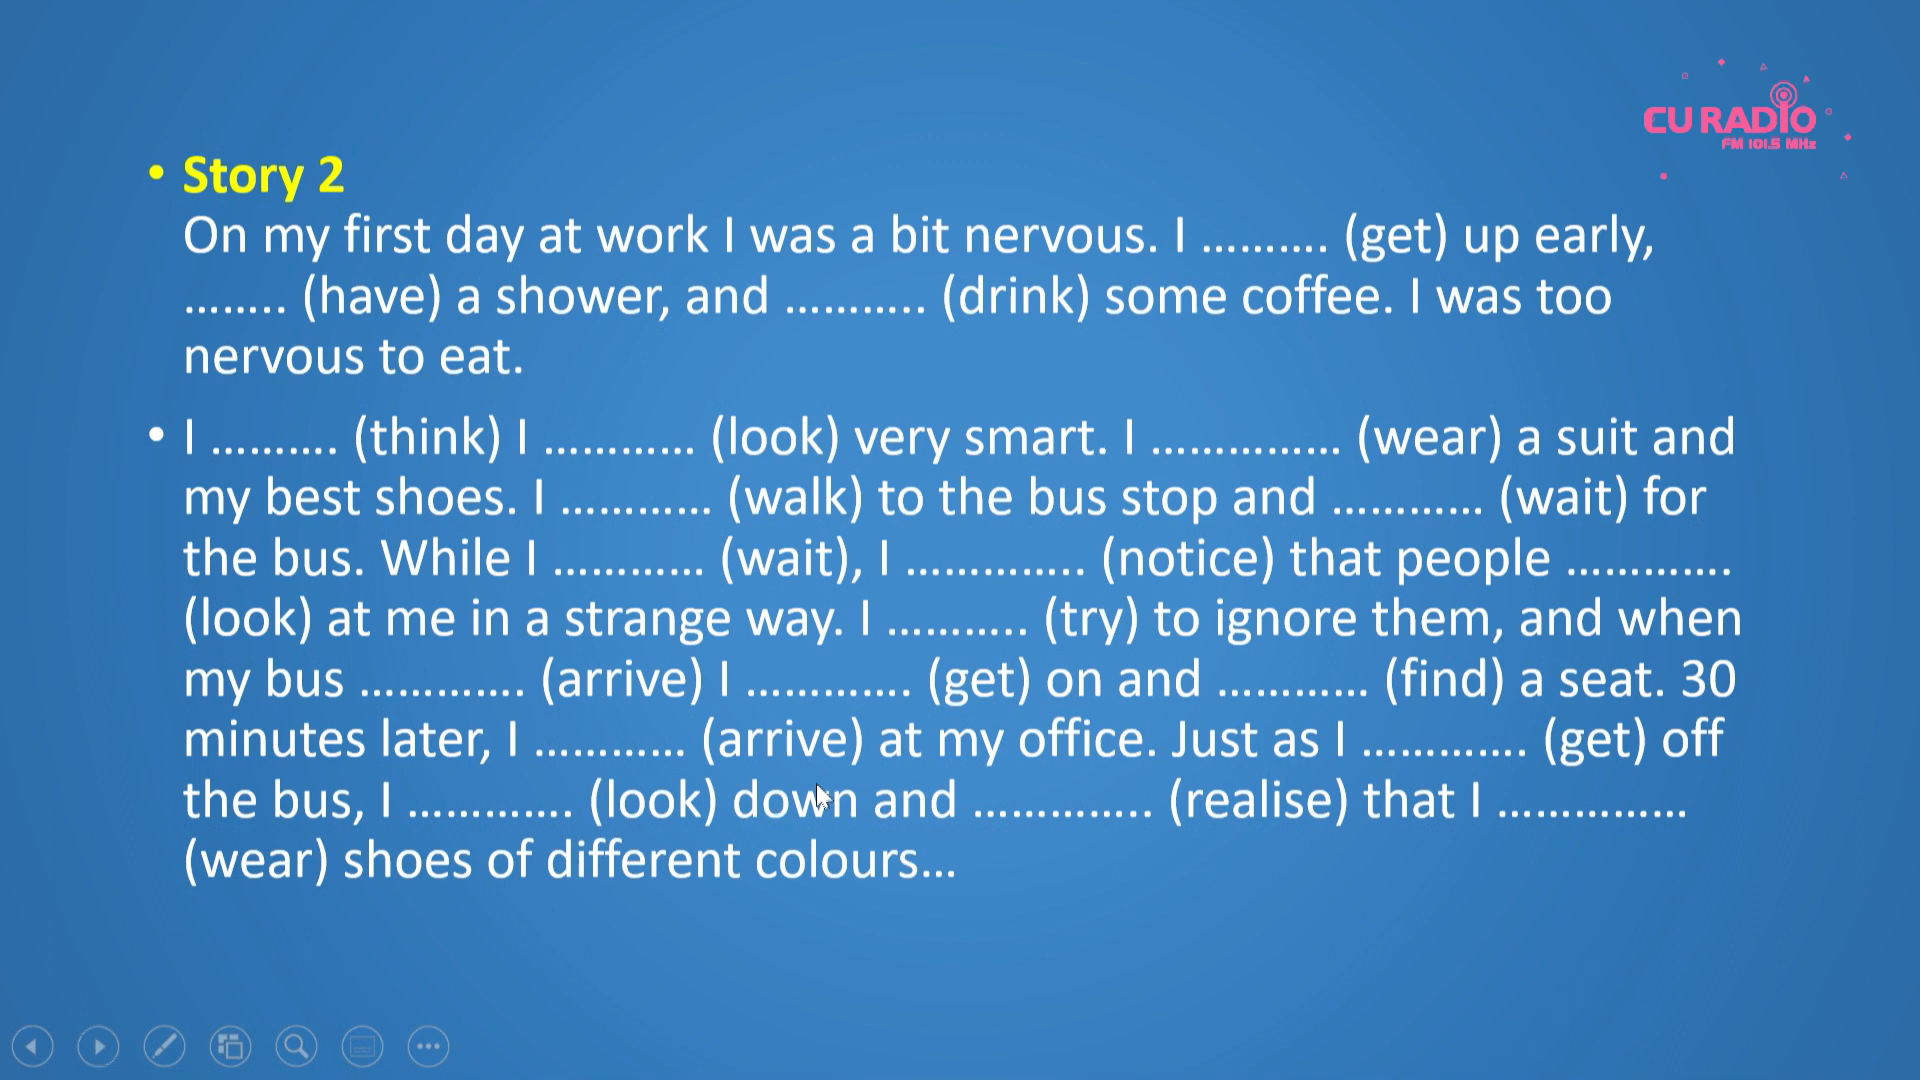 CU RADIO
FM 101.5 MHz
• Story 2
On my first day at work I was a bit nervous. I ………. (get) up early,
…….. (have) a shower, and ……….. (drink) some coffee. I was too
nervous to eat.
• I ………. (think) I ………… (look) very smart. I …………… (wear) a suit and
my best shoes. I ………… (walk) to the bus stop and ………… (wait) for
the bus. While I ………… (wait), I ………….. (notice) that people ………….
(look) at me in a strange way. I ……….. (try) to ignore them, and when
my bus …………. (arrive) I …………. (get) on and ………… (find) a seat. 30
minutes later, I ………… (arrive) at my office. Just as I …………. (get) off
the bus, I …………. (look) down and ………….. (realise) that I ……………
(wear) shoes of different colours…